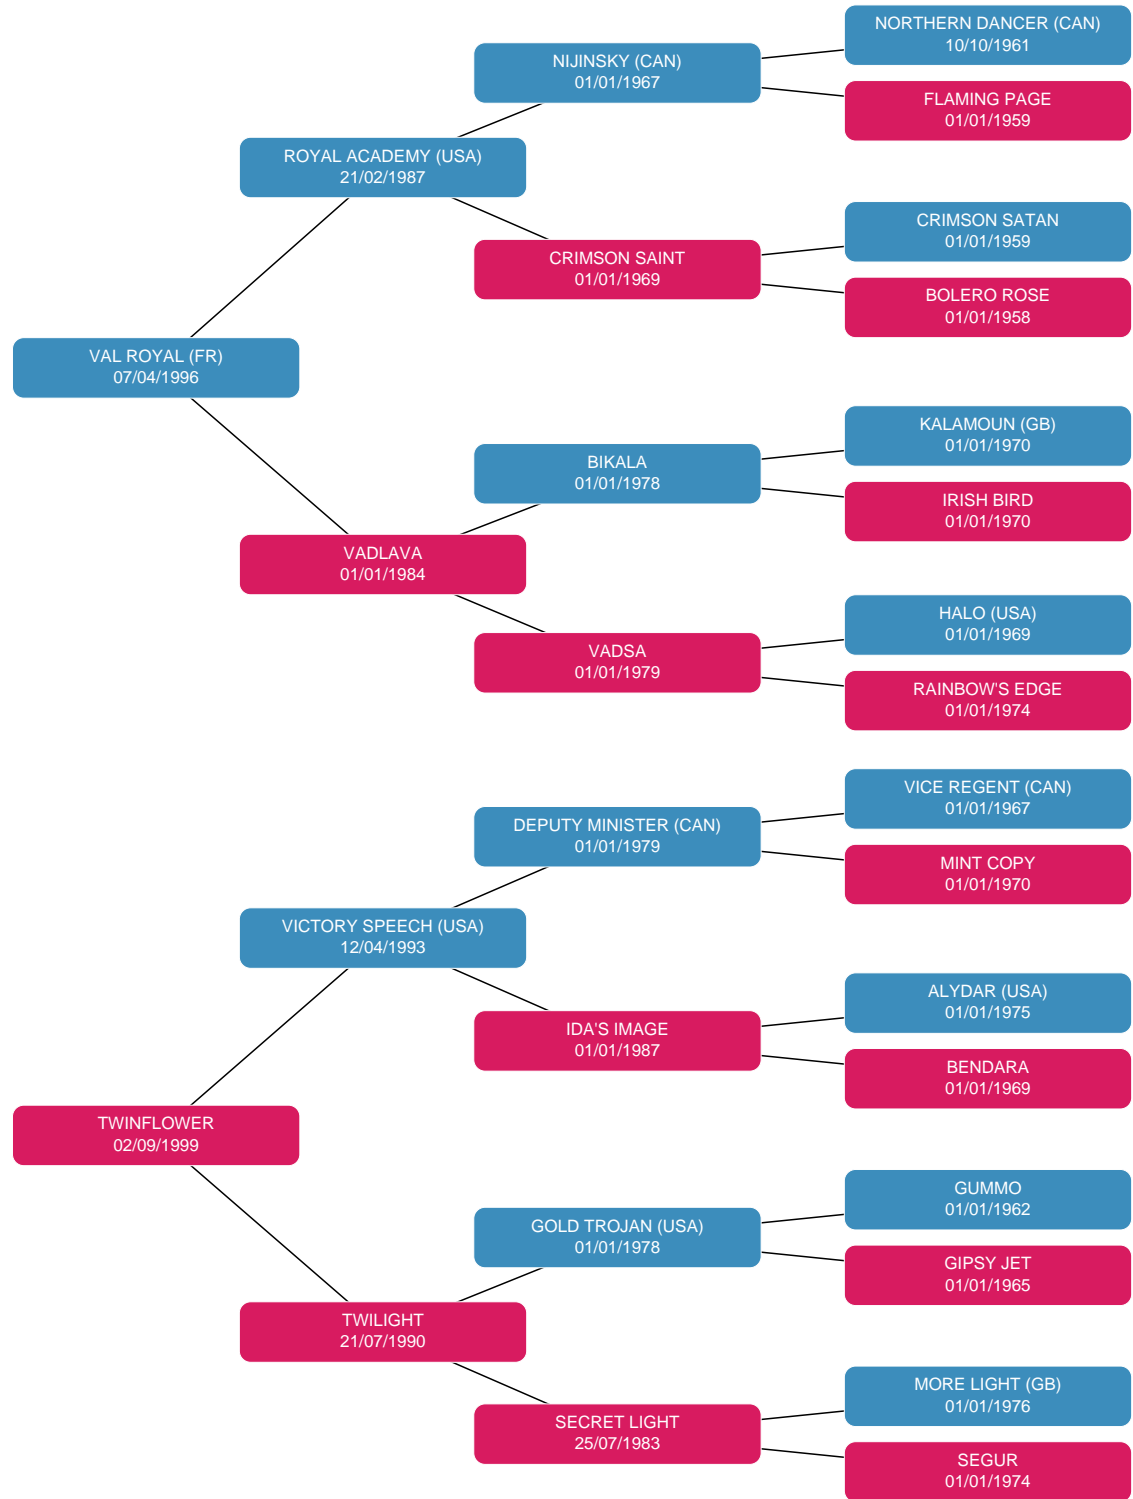 NORTHERN DANCER (CAN)
10/10/1961
NIJINSKY (CAN)
01/01/1967
FLAMING PAGE
01/01/1959
ROYAL ACADEMY (USA)
21/02/1987
CRIMSON SATAN
01/01/1959
CRIMSON SAINT
01/01/1969
BOLERO ROSE
01/01/1958
VAL ROYAL (FR)
07/04/1996
KALAMOUN (GB)
01/01/1970
BIKALA
01/01/1978
IRISH BIRD
01/01/1970
VADLAVA
01/01/1984
HALO (USA)
01/01/1969
VADSA
01/01/1979
RAINBOW'S EDGE
01/01/1974
VICE REGENT (CAN)
01/01/1967
DEPUTY MINISTER (CAN)
01/01/1979
MINT COPY
01/01/1970
VICTORY SPEECH (USA)
12/04/1993
ALYDAR (USA)
01/01/1975
IDA'S IMAGE
01/01/1987
BENDARA
01/01/1969
TWINFLOWER
02/09/1999
GUMMO
01/01/1962
GOLD TROJAN (USA)
01/01/1978
GIPSY JET
01/01/1965
TWILIGHT
21/07/1990
MORE LIGHT (GB)
01/01/1976
SECRET LIGHT
25/07/1983
SEGUR
01/01/1974